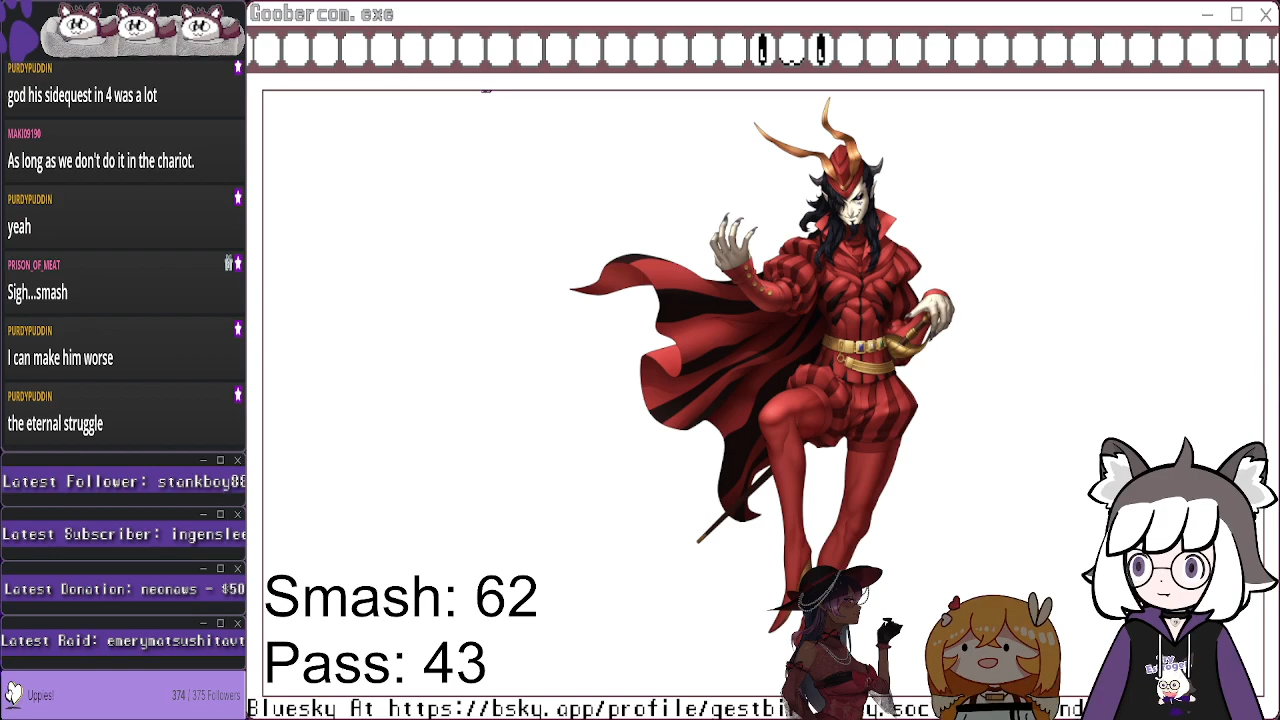 Goobercom.exe
PURDYPUDDIN
god his sidequest in 4 was a lot
MAKI09190
As long as we don't do it in the chariot.
PURDYPUDDIN
yeah
PRISON_OF_MEAT
Sigh...smash
PURDYPUDDIN
I can make him worse
PURDYPUDDIN
the eternal struggle
Latest Follower: stankboy88
Latest Subscriber: ingenslee
Latest Donation: neonaws - $50
Latest Raid: emerymatsushitavt
Uppies!
374 / 375 Followers
Smash: 62
Pass: 43
Bluesky At https://bsky.app/profile/gestbi